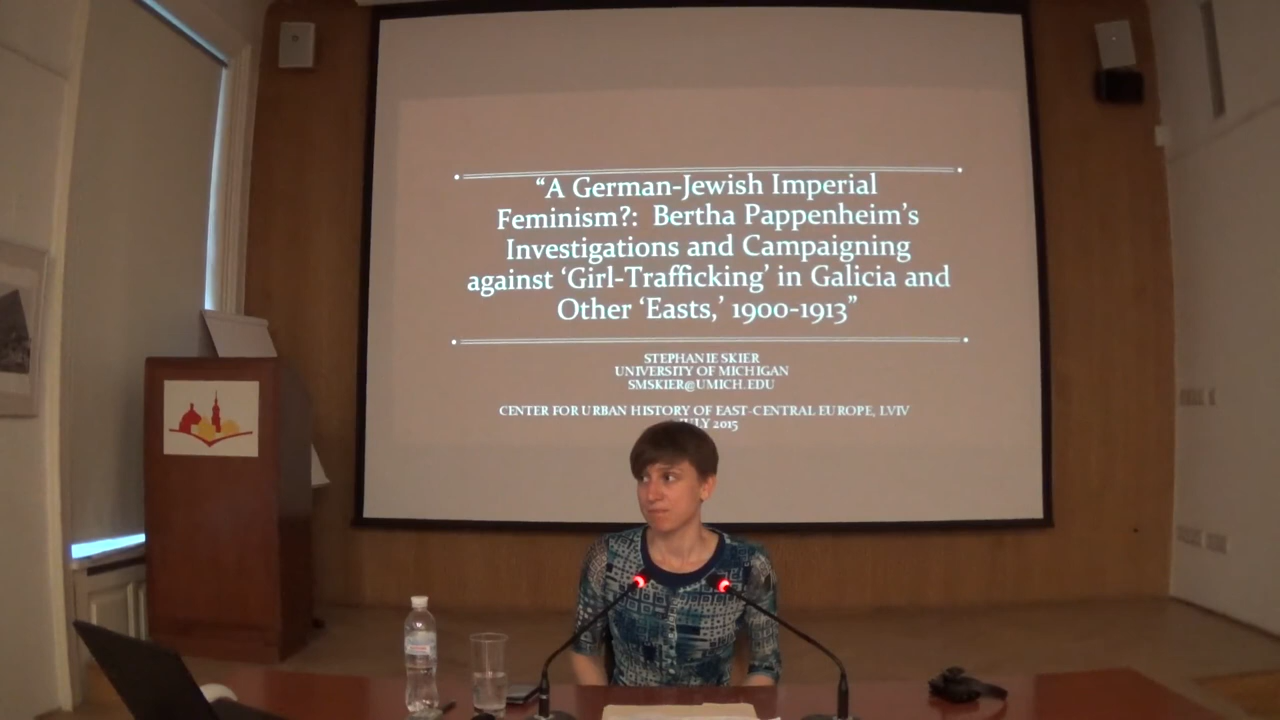 “A German-Jewish Imperial
Feminism?: Bertha Pappenheim’s
Investigations and Campaigning
against ‘Girl-Trafficking’ in Galicia and
Other ‘Easts,’ 1900-1913”
STEPHANIE SKIER
UNIVERSITY OF MICHIGAN
SMSKIER@UMICH.EDU
CENTER FOR URBAN HISTORY OF EAST-CENTRAL EUROPE, LVIV
JULY 2015